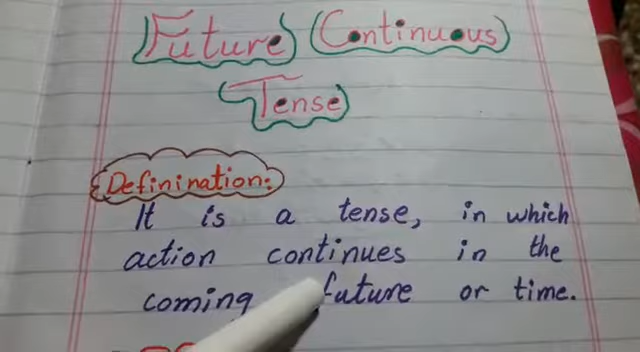 Future Continuous
Tense
Definination:
It is a tense, in which
action continues in the
coming future or time.